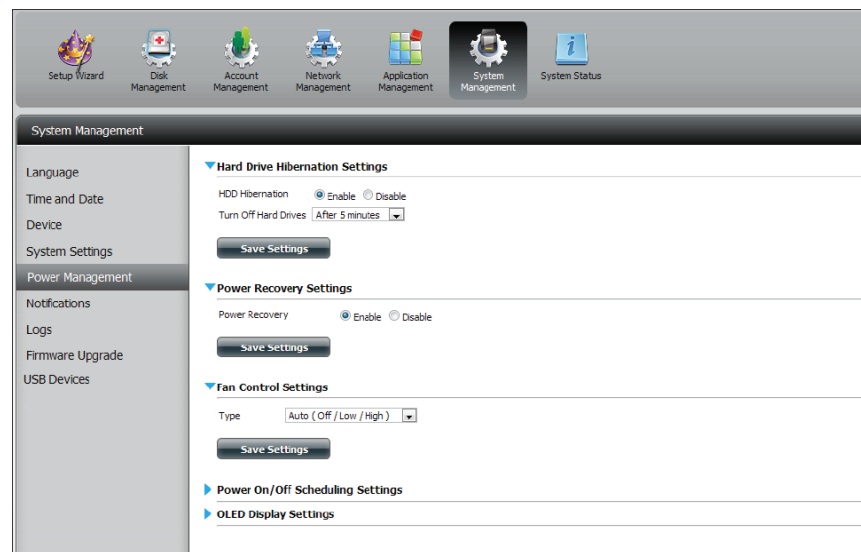 Setup Wizard
Disk Management
Account Management
Network Management
Application Management
System Management
System Status
System Management
Language
Time and Date
Device
System Settings
Power Management
Notifications
Logs
Firmware Upgrade
USB Devices
Hard Drive Hibernation Settings
HDD Hibernation Enable Disable
Turn Off Hard Drives After 5 minutes
Save Settings
Power Recovery Settings
Power Recovery Enable Disable
Save Settings
Fan Control Settings
Type Auto ( Off / Low / High )
Save Settings
Power On/Off Scheduling Settings
OLED Display Settings